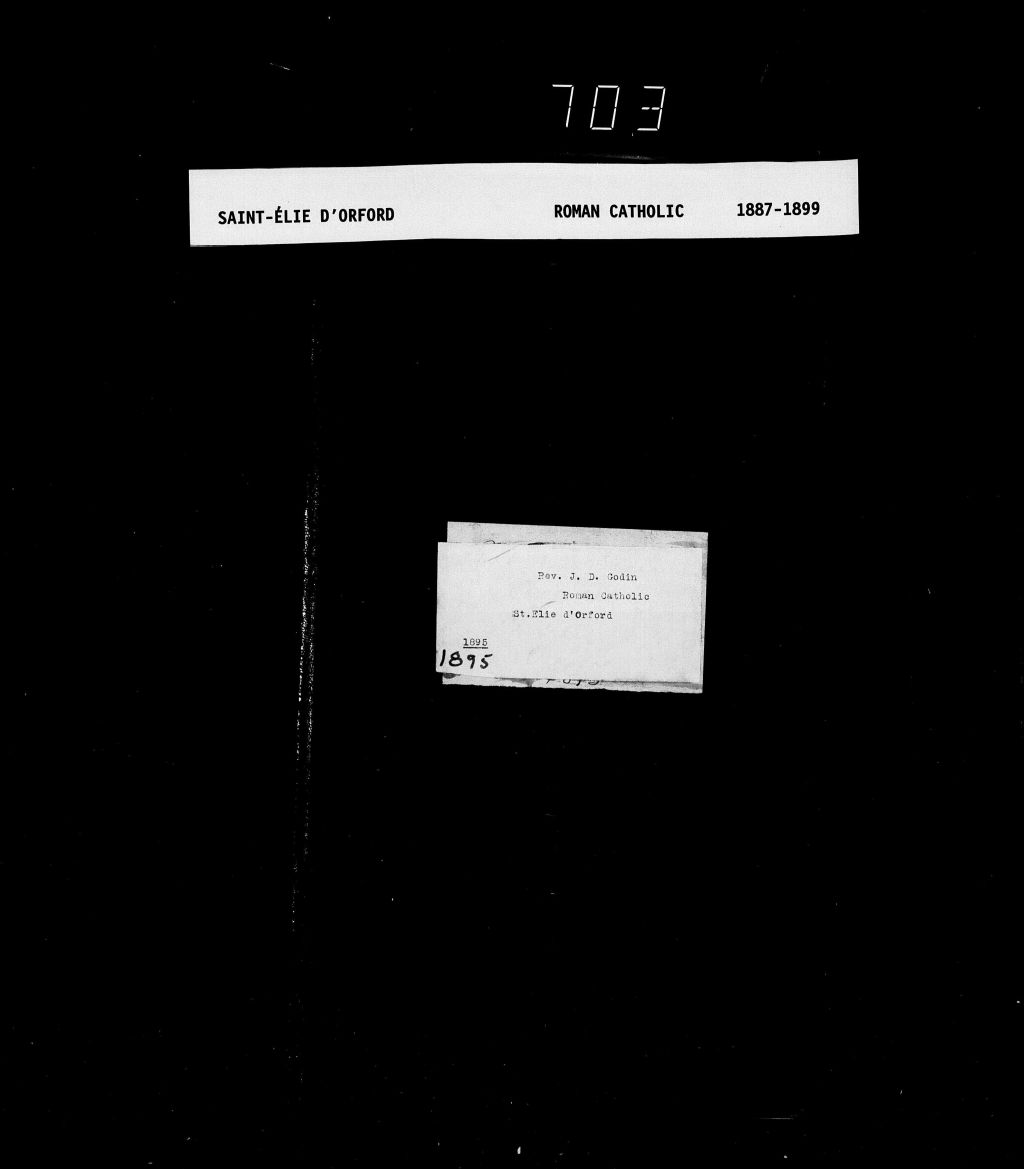 703
SAINT-ÉLIE D'ORFORD ROMAN CATHOLIC 1887-1899
Rev. J. D. Godin
Roman Catholic
St.Elie d'Orford
1895
1895